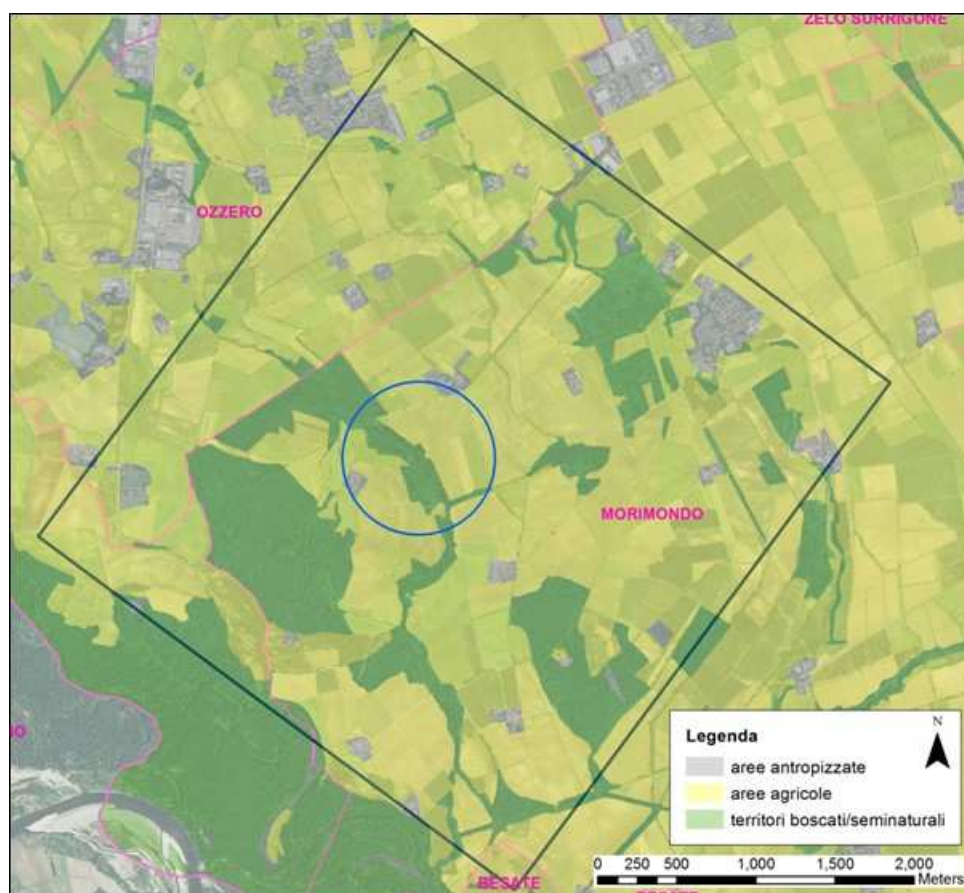 ZELO SURRIGONE
OZZERO
MORIMONDO
IO
BESATE
N
Legenda
aree antropizzate
aree agricole
territori boscati/seminaturali
0 250 500 1,000 1,500 2,000
Meters